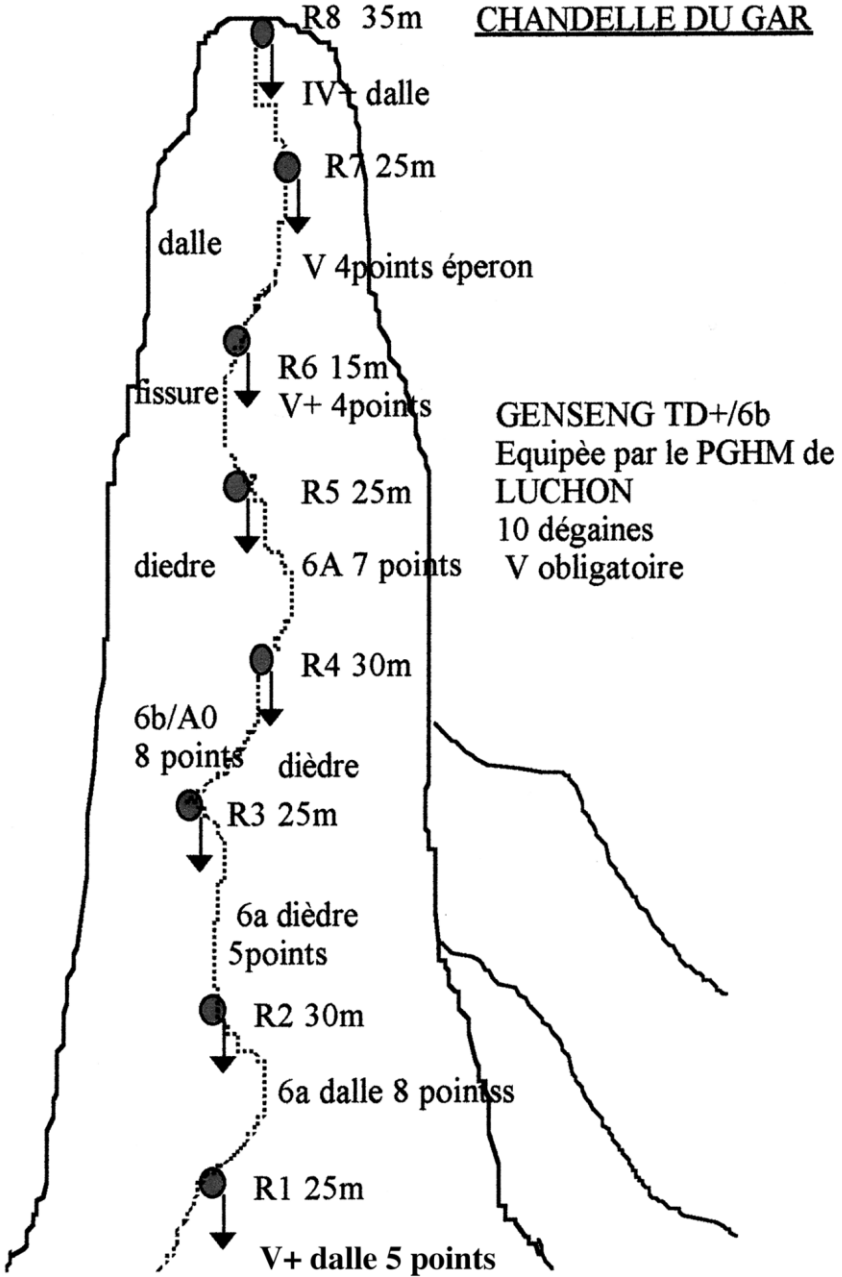 R8 35m
CHANDELLE DU GAR
IV+ dalle
R7 25m
dalle
V 4points éperon
R6 15m
fissure
V+ 4points
GENSENG TD+/6b
Equipèe par le PGHM de
LUCHON
10 dégaines
V obligatoire
R5 25m
diedre
6A 7 points
R4 30m
6b/A0
8 points
dièdre
R3 25m
6a dièdre
5points
R2 30m
6a dalle 8 pointss
R1 25m
V+ dalle 5 points